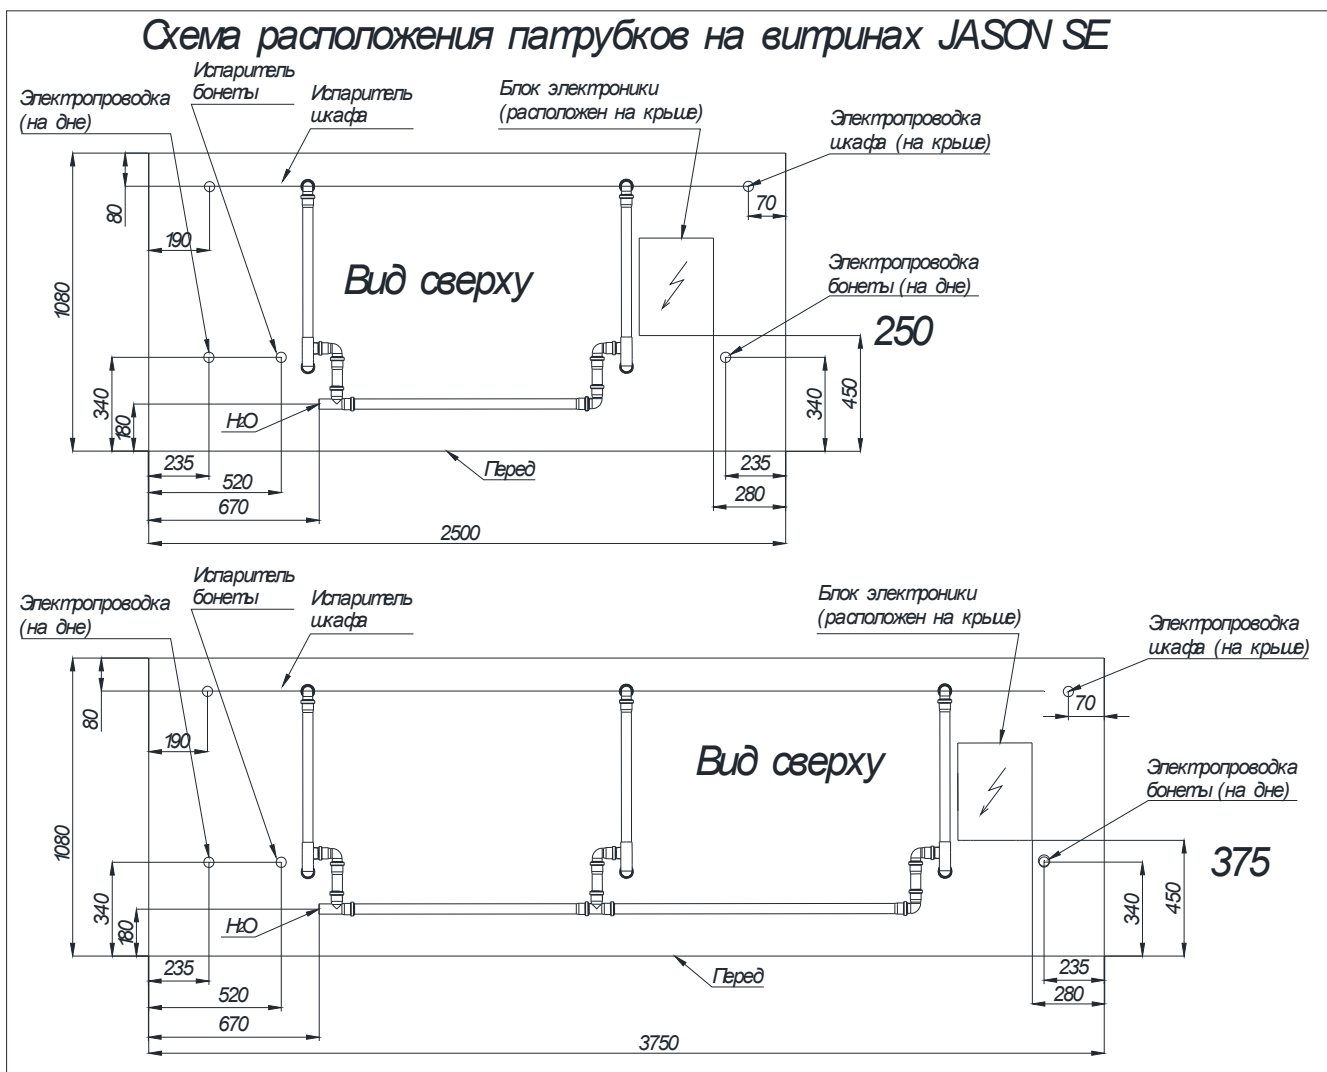 Схема расположения патрубков на витринах JASON SE
Электропроводка
(на дне)
Испаритель
бонеты
Испаритель
шкафа
Блок электроники
(расположен на крыше)
Электропроводка
шкафа (на крыше)
80
190
70
1080
Вид сверху
Электропроводка
бонеты (на дне)
250
340
180
H2O
340
450
Перед
235
520
670
235
280
2500
Электропроводка
(на дне)
Испаритель
бонеты
Испаритель
шкафа
Блок электроники
(расположен на крыше)
Электропроводка
шкафа (на крыше)
80
190
70
1080
Вид сверху
Электропроводка
бонеты (на дне)
375
340
180
H2O
340
450
Перед
235
520
670
235
280
3750